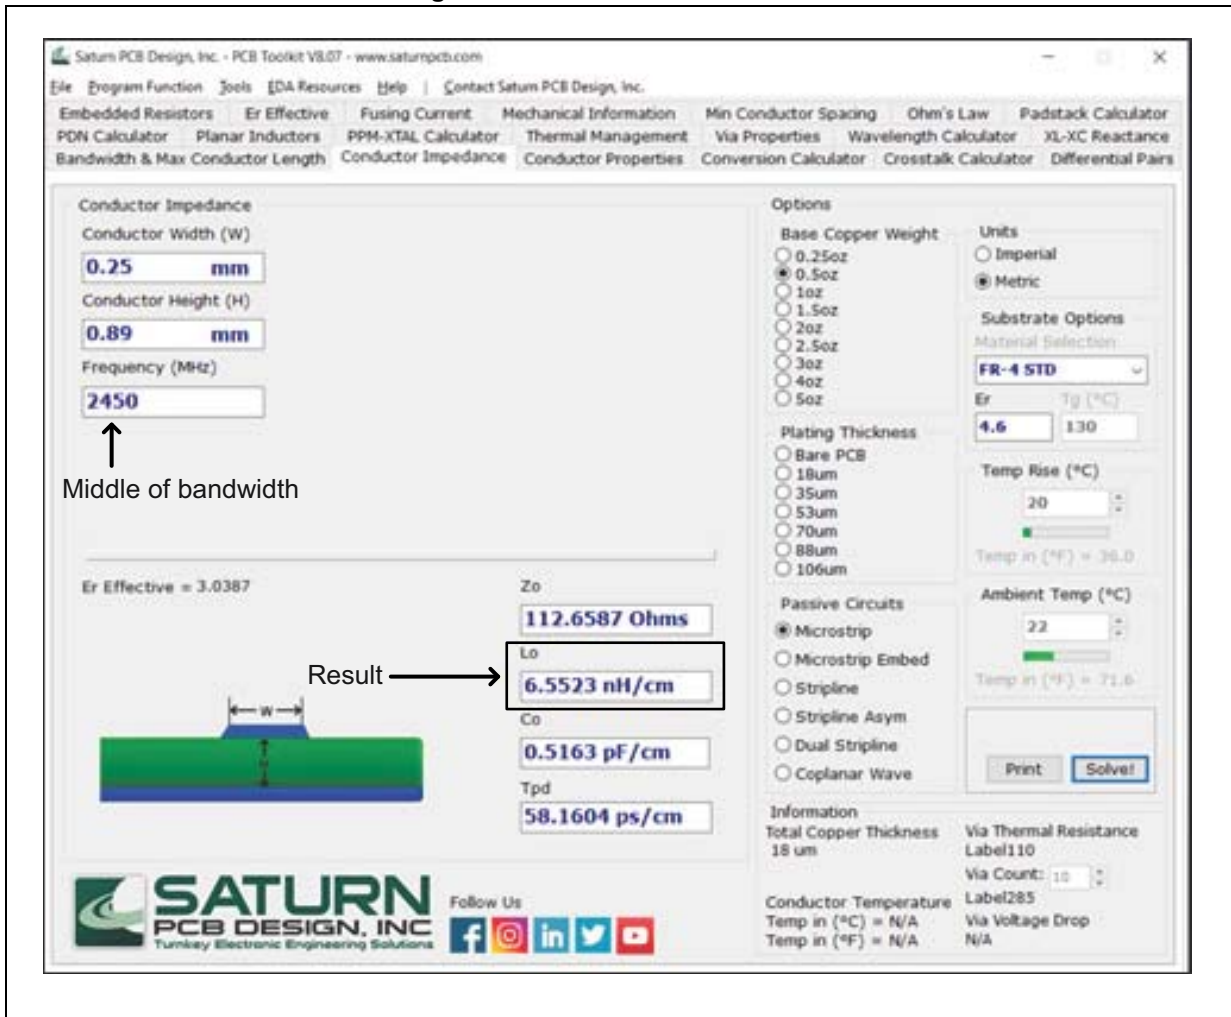 Saturn PCB Design, Inc. - PCB Toolkit V8.07 - www.saturnpcb.com
File Program Function Tools EDA Resources Help | Contact Saturn PCB Design, Inc.
Embedded Resistors Er Effective Fusing Current Mechanical Information Min Conductor Spacing Ohm's Law Padstack Calculator
PDN Calculator Planar Inductors PPM-XTAL Calculator Thermal Management Via Properties Wavelength Calculator XL-XC Reactance
Bandwidth & Max Conductor Length Conductor Impedance Conductor Properties Conversion Calculator Crosstalk Calculator Differential Pairs
Conductor Impedance
Conductor Width (W)
0.25 mm
Conductor Height (H)
0.89 mm
Frequency (MHz)
2450
Middle of bandwidth
Er Effective = 3.0387
Zo
112.6587 Ohms
Lo
Result
6.5523 nH/cm
Co
0.5163 pF/cm
Tpd
58.1604 ps/cm
W
H
Options
Base Copper Weight
0.25oz
0.5oz
1oz
1.5oz
2oz
2.5oz
3oz
4oz
5oz
Plating Thickness
Bare PCB
18um
35um
53um
70um
88um
106um
Passive Circuits
Microstrip
Microstrip Embed
Stripline
Stripline Asym
Dual Stripline
Coplanar Wave
Units
Imperial
Metric
Substrate Options
Material Selection
FR-4 STD
Er Tg (°C)
4.6 130
Temp Rise (°C)
20
Temp in (°F) = 36.0
Ambient Temp (°C)
22
Temp in (°F) = 71.6
Print Solve!
Information
Total Copper Thickness
18 um
Conductor Temperature
Temp in (°C) = N/A
Temp in (°F) = N/A
Via Thermal Resistance
Label110
Via Count: 10
Label285
Via Voltage Drop
N/A
SATURN
PCB DESIGN, INC
Turnkey Electronic Engineering Solutions
Follow Us